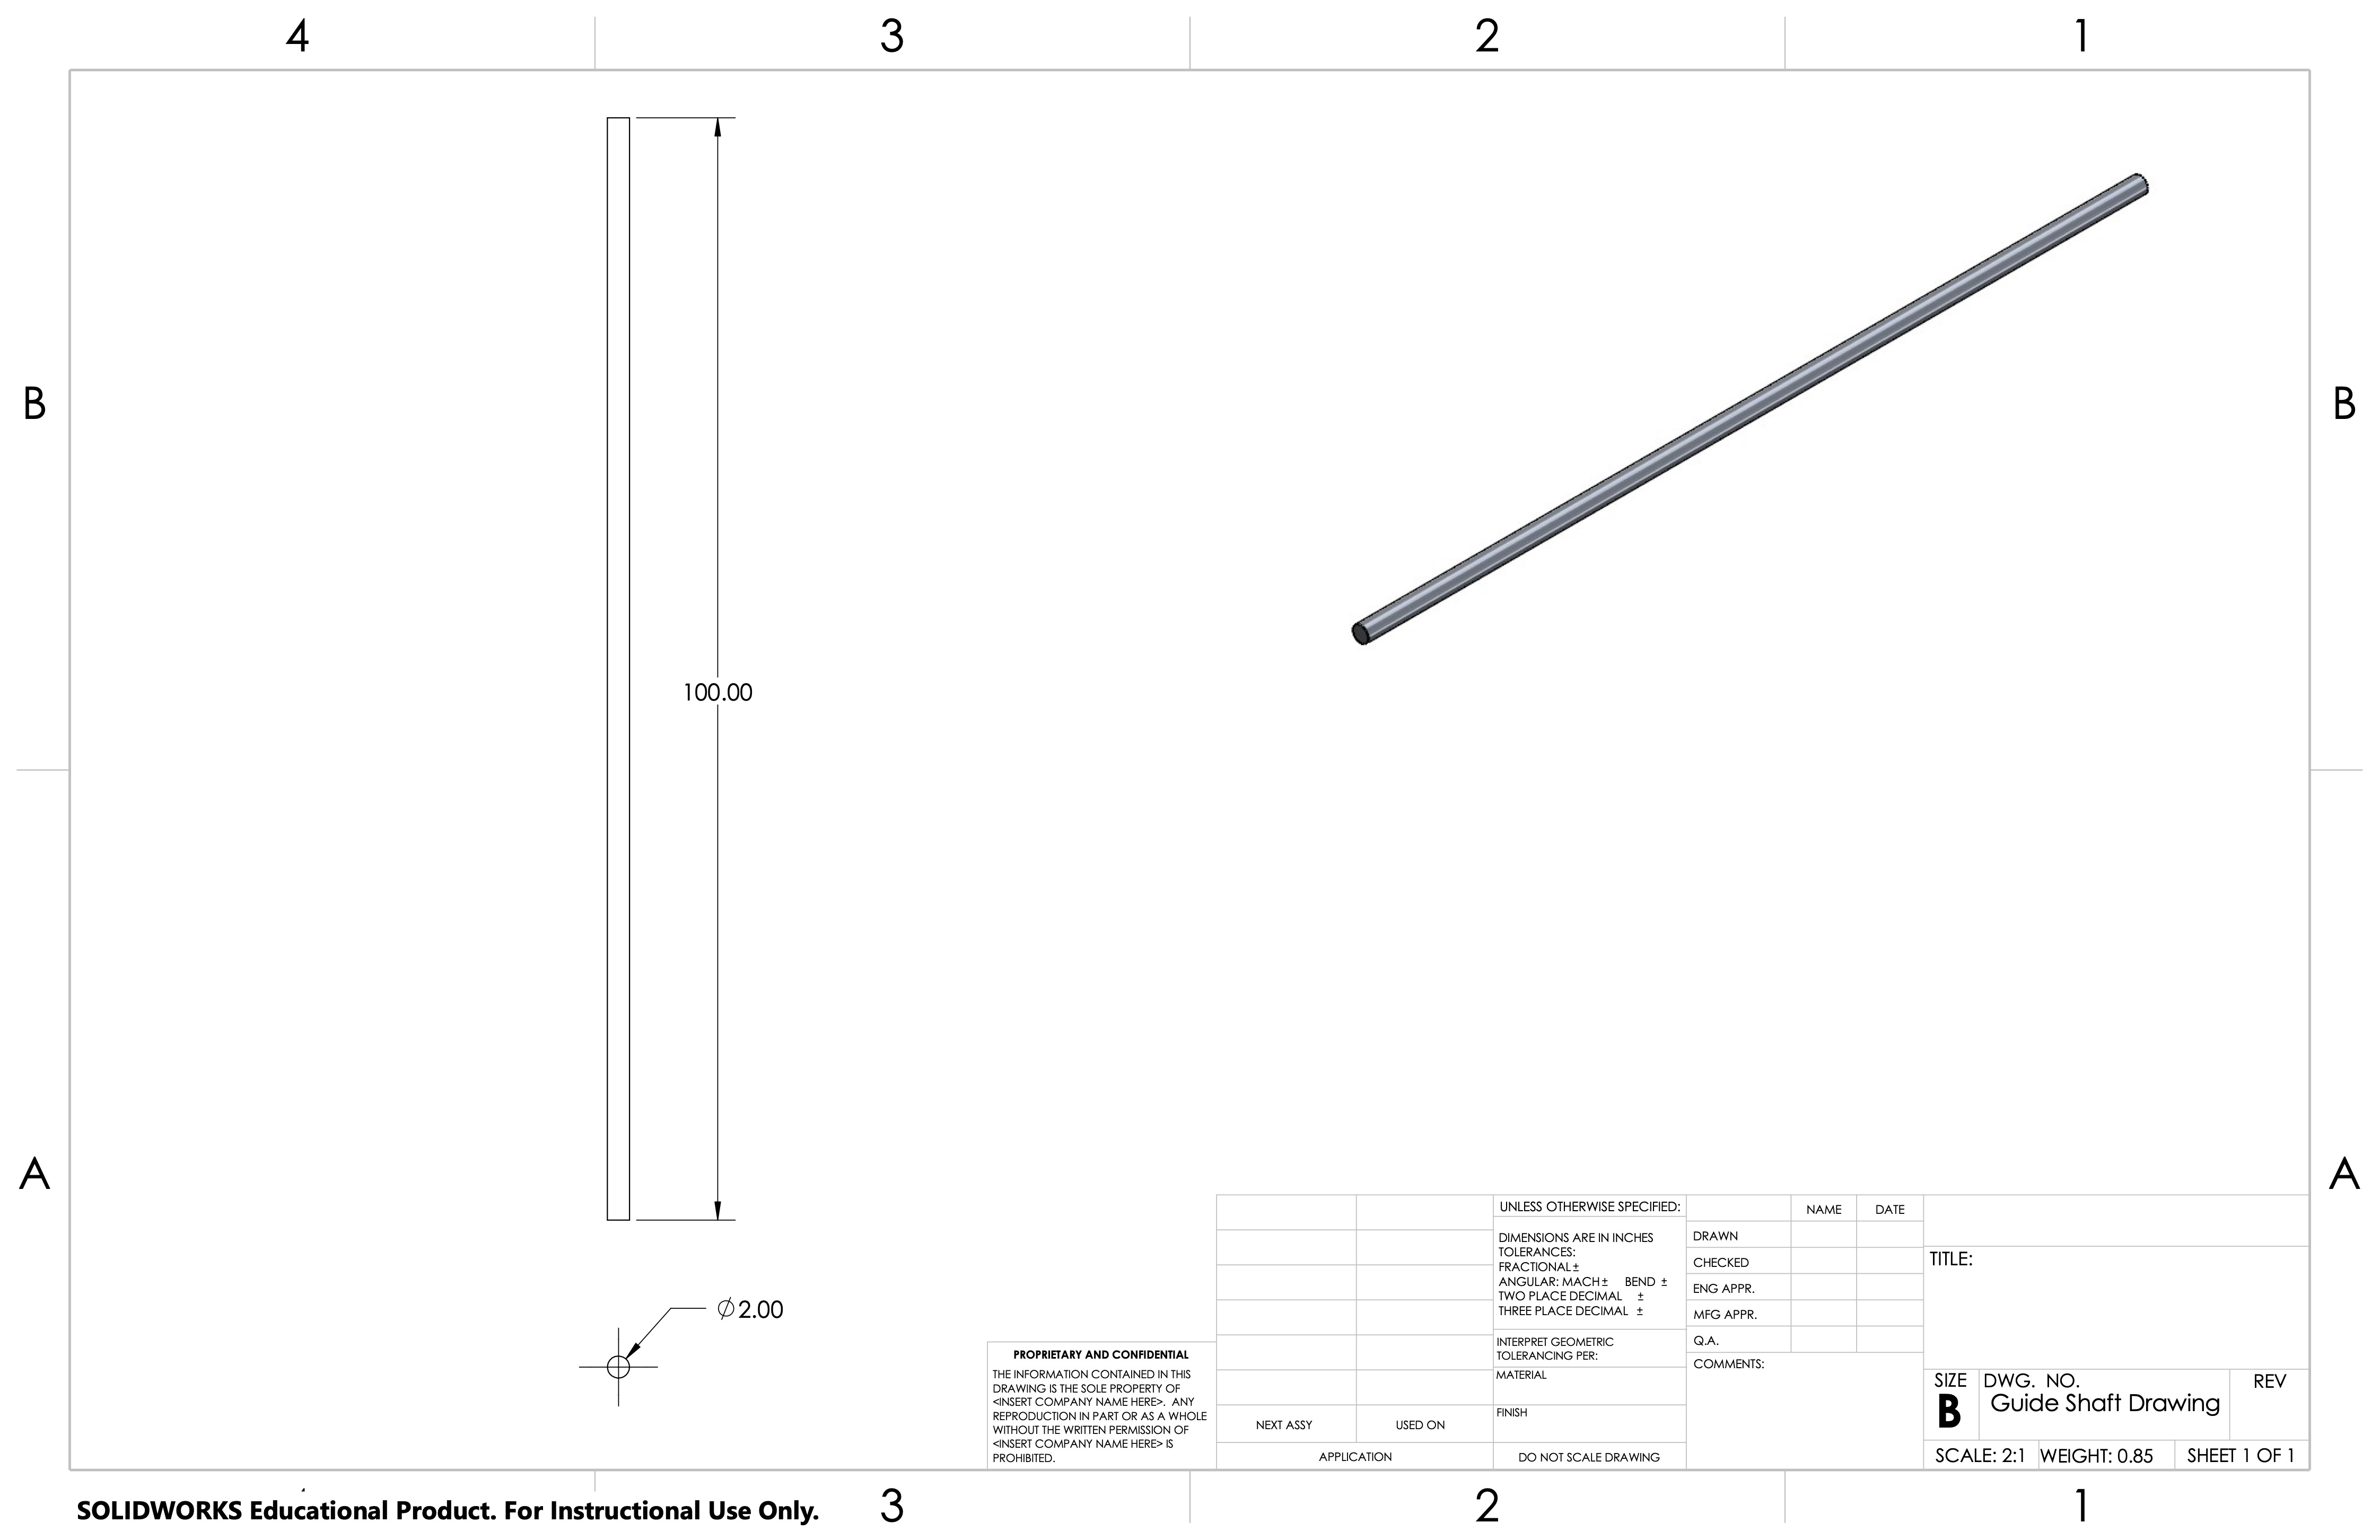 4 3 2 1
B B
100.00
A A
⌀2.00
PROPRIETARY AND CONFIDENTIAL
THE INFORMATION CONTAINED IN THIS
DRAWING IS THE SOLE PROPERTY OF
<INSERT COMPANY NAME HERE>. ANY
REPRODUCTION IN PART OR AS A WHOLE
WITHOUT THE WRITTEN PERMISSION OF
<INSERT COMPANY NAME HERE> IS
PROHIBITED.
NEXT ASSY USED ON
APPLICATION
UNLESS OTHERWISE SPECIFIED:
DIMENSIONS ARE IN INCHES
TOLERANCES:
FRACTIONAL ±
ANGULAR: MACH ± BEND ±
TWO PLACE DECIMAL ±
THREE PLACE DECIMAL ±
INTERPRET GEOMETRIC
TOLERANCING PER:
MATERIAL
FINISH
DO NOT SCALE DRAWING
NAME DATE
DRAWN
CHECKED
ENG APPR.
MFG APPR.
Q.A.
COMMENTS:
TITLE:
SIZE DWG. NO. REV
B Guide Shaft Drawing
SCALE: 2:1 WEIGHT: 0.85 SHEET 1 OF 1
SOLIDWORKS Educational Product. For Instructional Use Only.
3 2 1